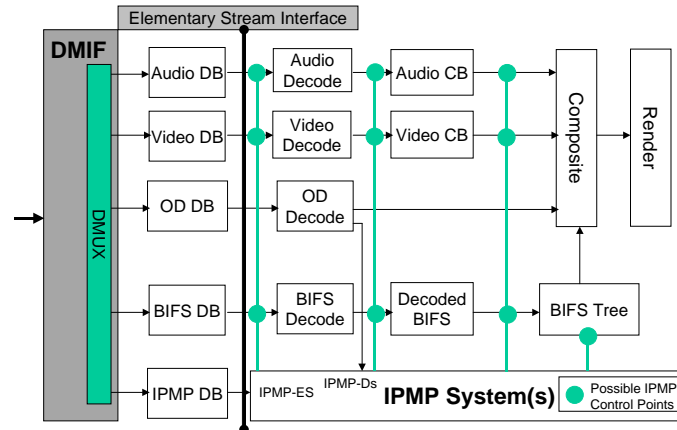 Elementary Stream Interface
DMIF
DMUX
Audio DB
Audio
Decode
Audio CB
Video DB
Video
Decode
Video CB
Composite
Render
OD DB
OD
Decode
BIFS DB
BIFS
Decode
Decoded
BIFS
BIFS Tree
IPMP DB
IPMP-ES
IPMP-Ds
IPMP System(s)
Possible IPMP
Control Points